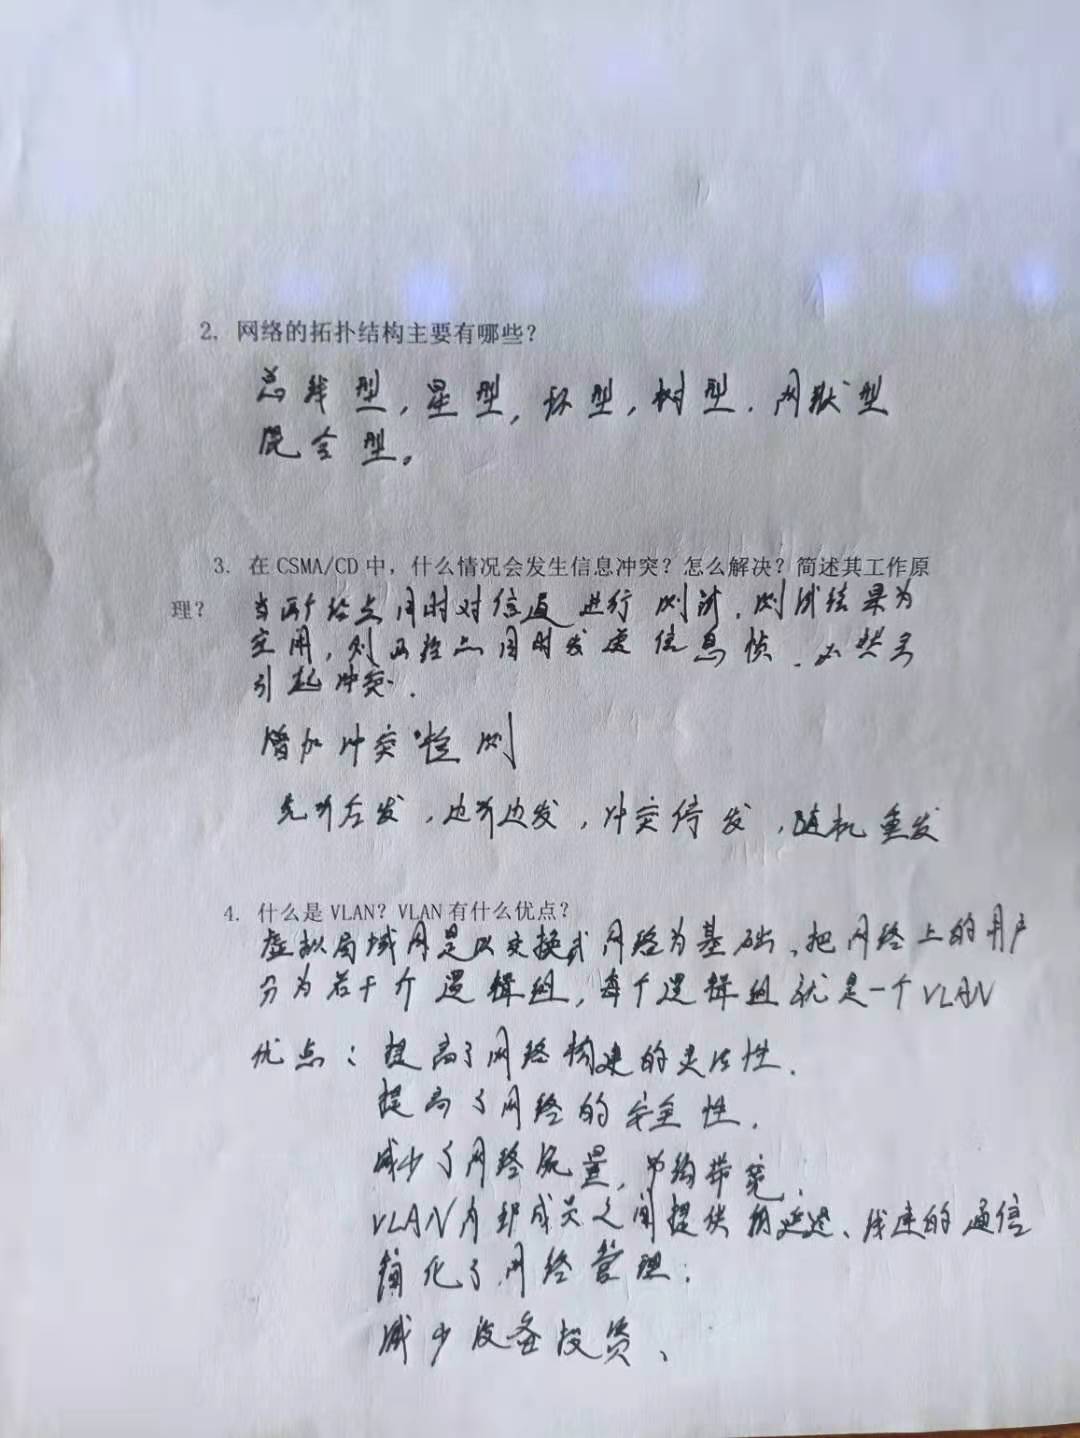 2. 网络的拓扑结构主要有哪些?
总线型,星型,环型,树型.网状型
混合型。
3. 在 CSMA/CD 中, 什么情况会发生信息冲突? 怎么解决? 简述其工作原
理?
当两个结点同时对信道进行测试,测试结果为
空闲,则两结点同时发送信息帧.必然会
引起冲突.
增加冲突检测
先听后发,边听边发,冲突停发,随机重发
4. 什么是 VLAN? VLAN 有什么优点?
虚拟局域网是以交换式网络为基础、把网络上的用户
分为若干个逻辑组,每个逻辑组就是一个VLAN
优点:提高了网络构建的灵活性.
提高了网络的安全性.
减少了网络流量,节约带宽.
VLAN内部成员之间提供 延迟、线速的通信
简化了网络管理;
减少设备投资、